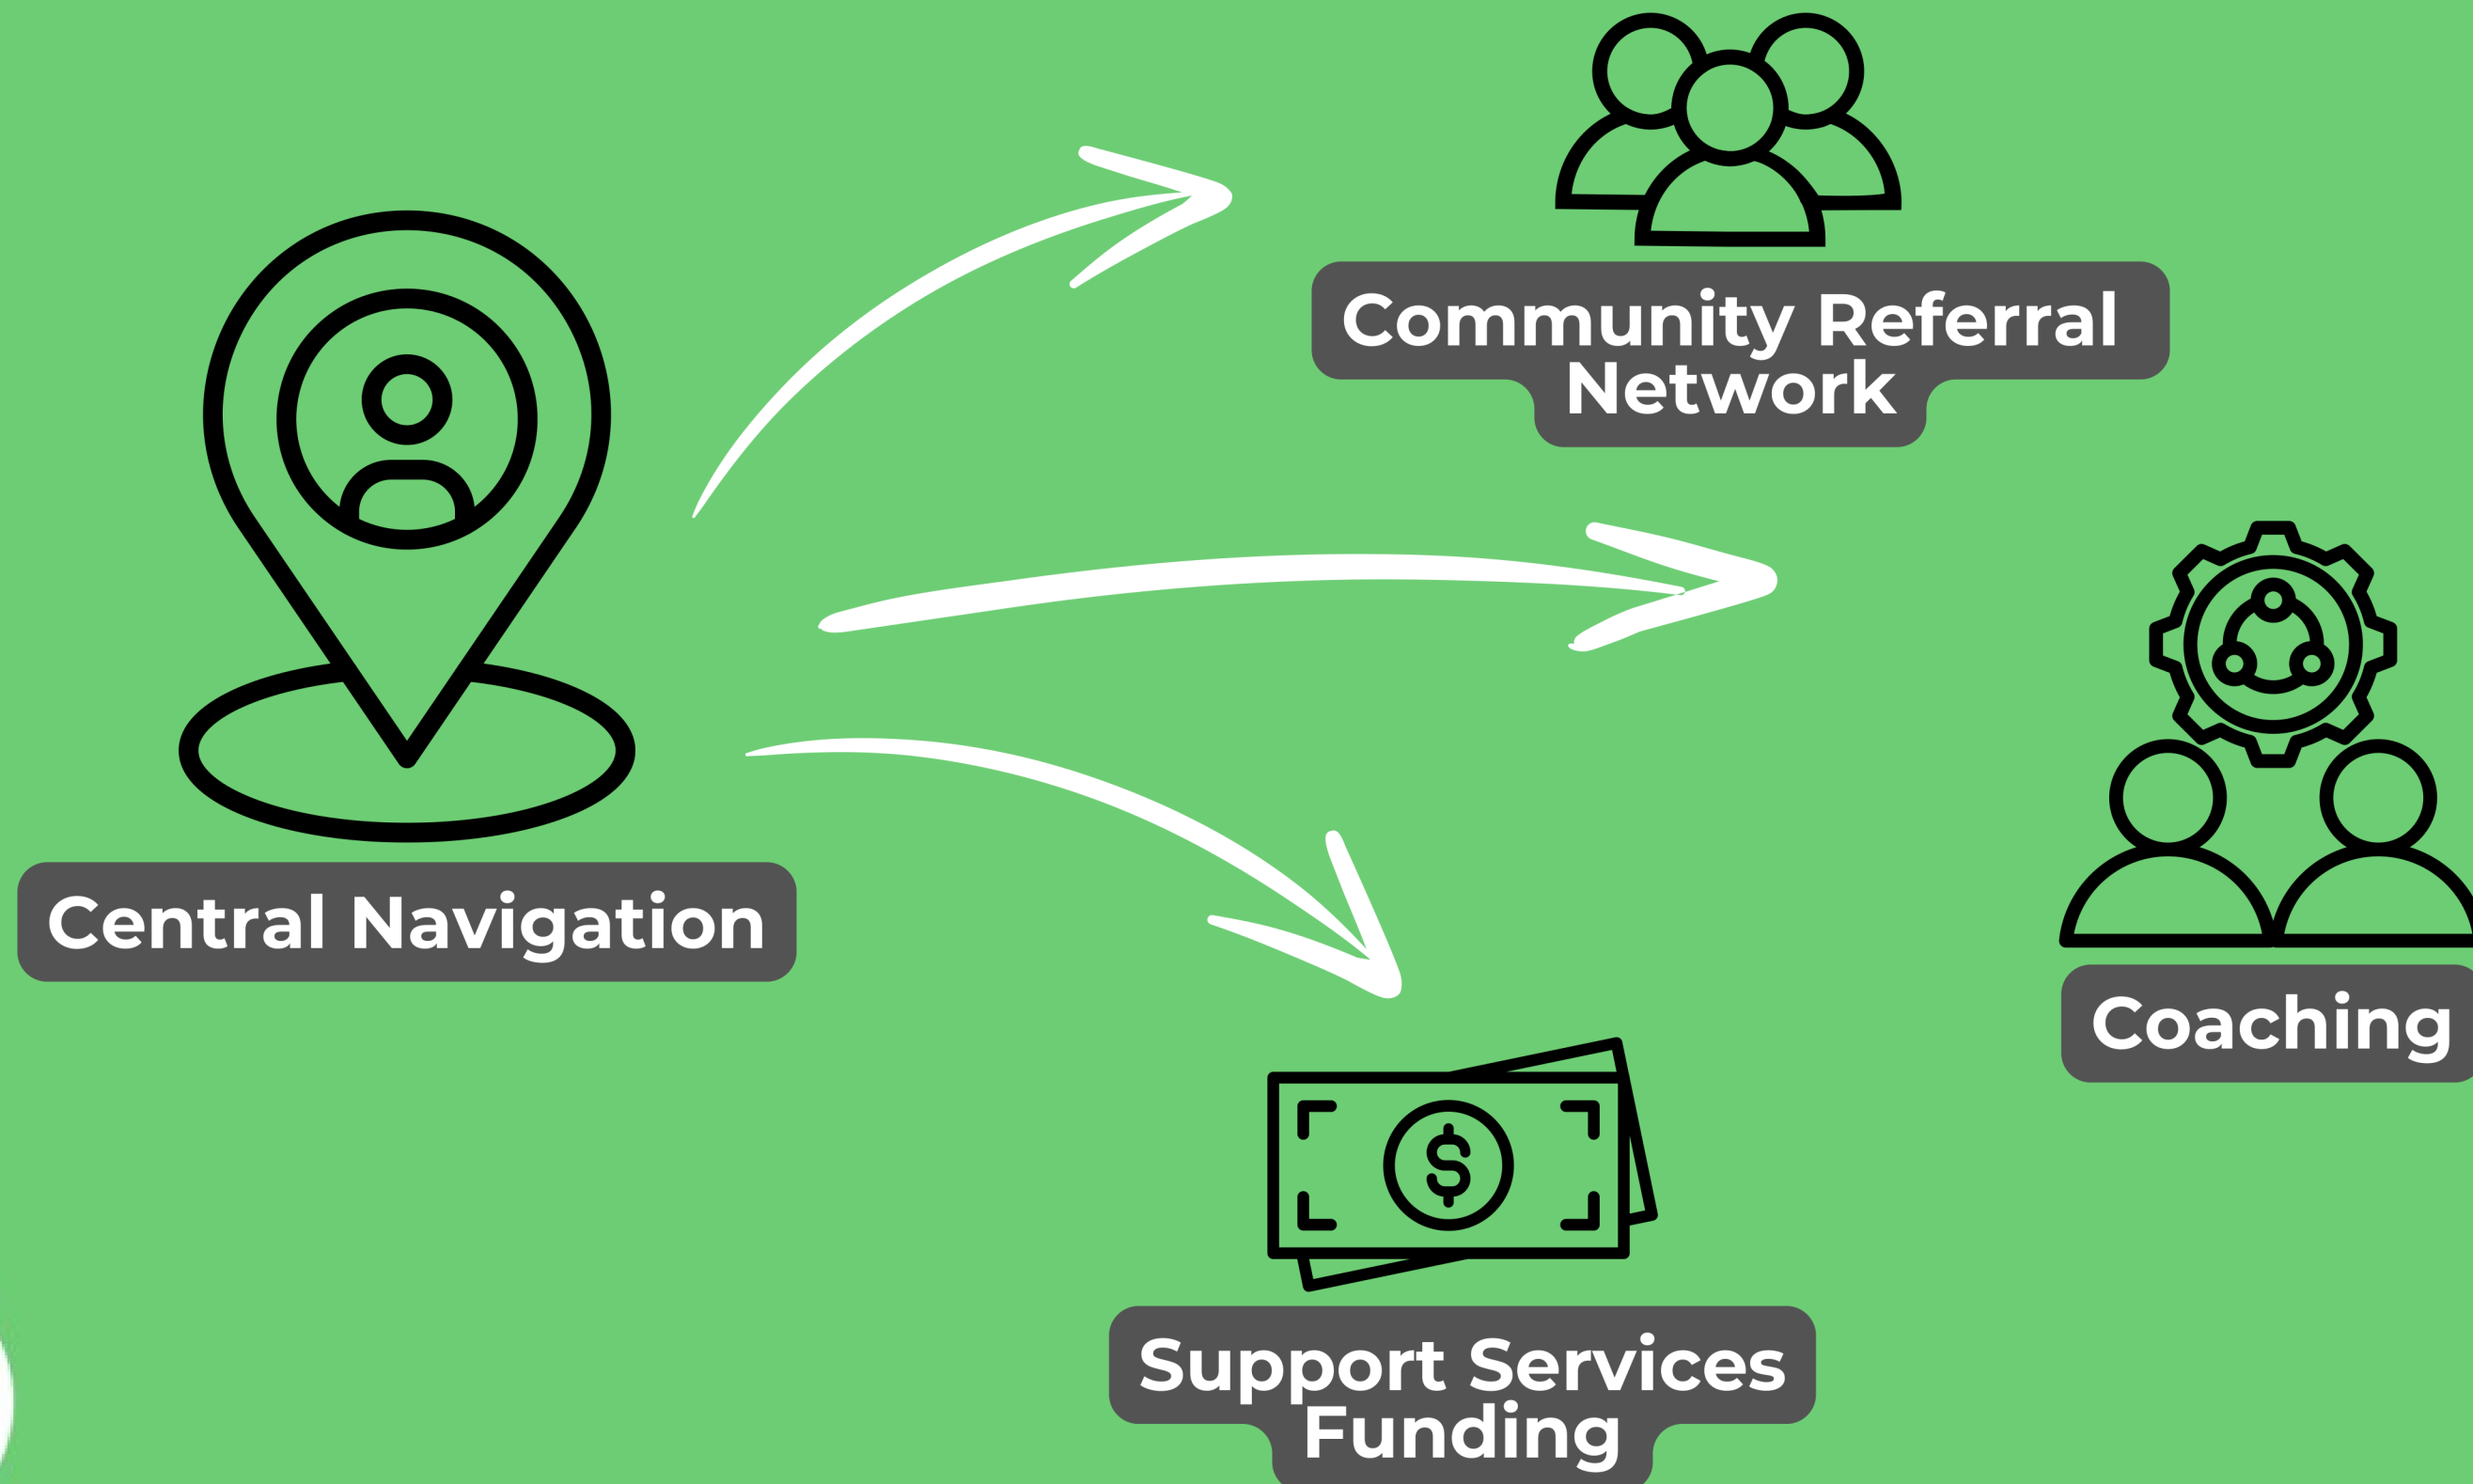 Community Referral
Network
Central Navigation
Coaching
Support Services
Funding